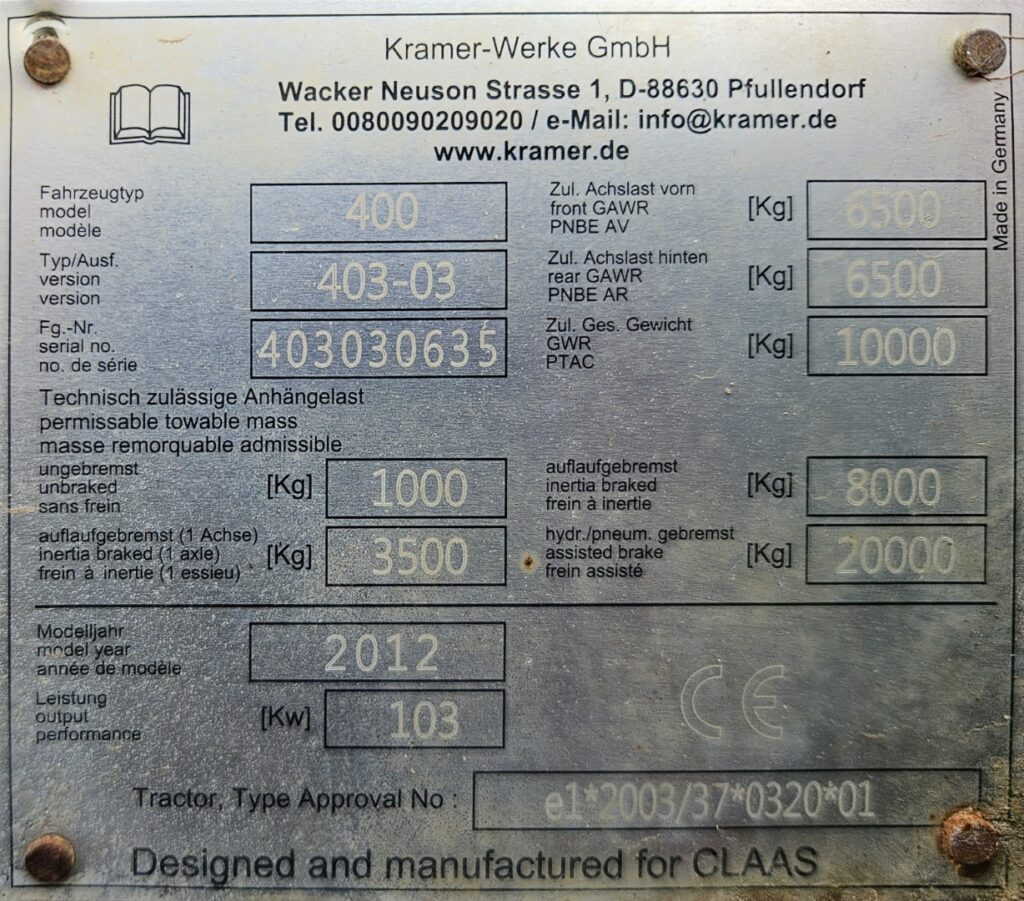 Kramer-Werke GmbH
Wacker Neuson Strasse 1, D-88630 Pfullendorf
Tel. 0080090209020 / e-Mail: info@kramer.de
www.kramer.de
Made in Germany
Fahrzeugtyp
model
modèle
400
Zul. Achslast vorn
front GAWR
PNBE AV
[Kg]
6500
Typ/Ausf.
version
version
403-03
Zul. Achslast hinten
rear GAWR
PNBE AR
[Kg]
6500
Fg.-Nr.
serial no.
no. de série
403030635
Zul. Ges. Gewicht
GWR
PTAC
[Kg]
10000
Technisch zulässige Anhängelast
permissable towable mass
masse remorquable admissible
ungebremst
unbraked
sans frein
[Kg]
1000
auflaufgebremst
inertia braked
frein à inertie
[Kg]
8000
auflaufgebremst (1 Achse)
inertia braked (1 axle)
frein à inertie (1 essieu)
[Kg]
3500
hydr./pneum. gebremst
assisted brake
frein assisté
[Kg]
20000
Modelljahr
model year
année de modèle
2012
Leistung
output
performance
[Kw]
103
CE
Tractor, Type Approval No :
e1*2003/37*0320*01
Designed and manufactured for CLAAS